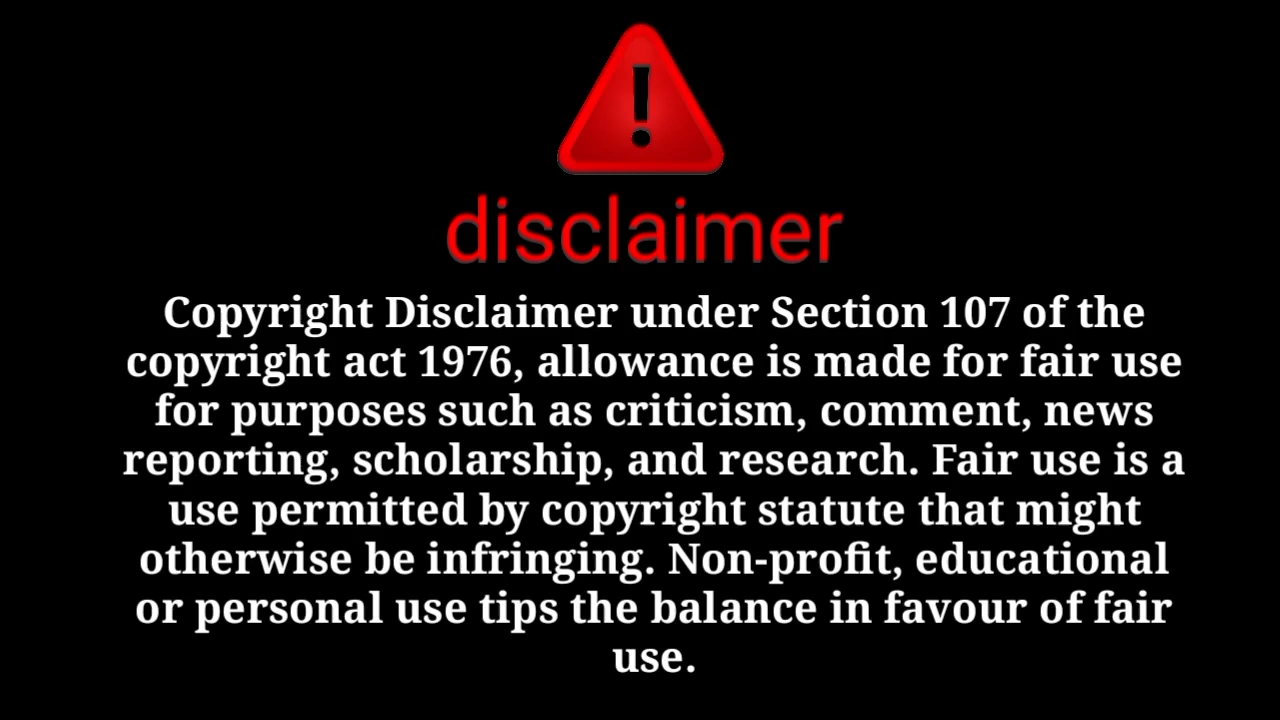 !
disclaimer
Copyright Disclaimer under Section 107 of the
copyright act 1976, allowance is made for fair use
for purposes such as criticism, comment, news
reporting, scholarship, and research. Fair use is a
use permitted by copyright statute that might
otherwise be infringing. Non-profit, educational
or personal use tips the balance in favour of fair
use.